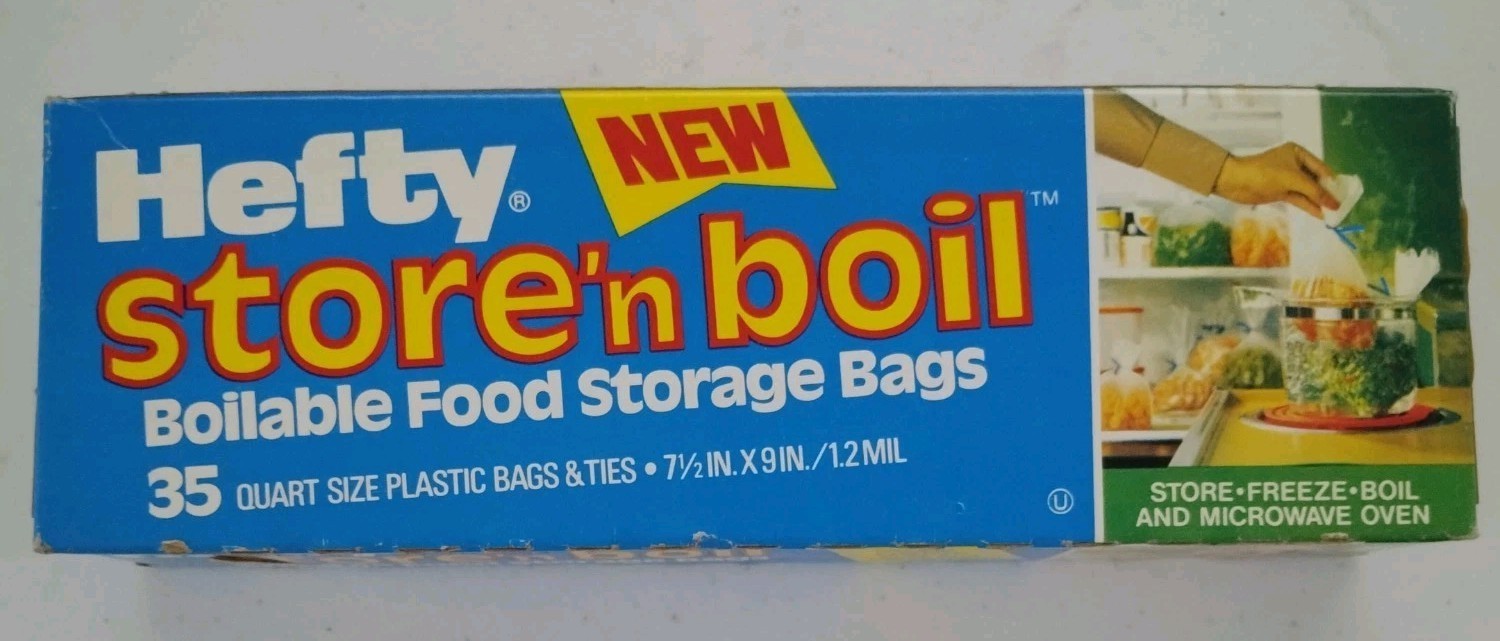 Hefty®
NEW
store'n boil™
Boilable Food Storage Bags
35 QUART SIZE PLASTIC BAGS & TIES • 7½ IN. X 9 IN./1.2 MIL
Ⓤ
STORE•FREEZE•BOIL
AND MICROWAVE OVEN